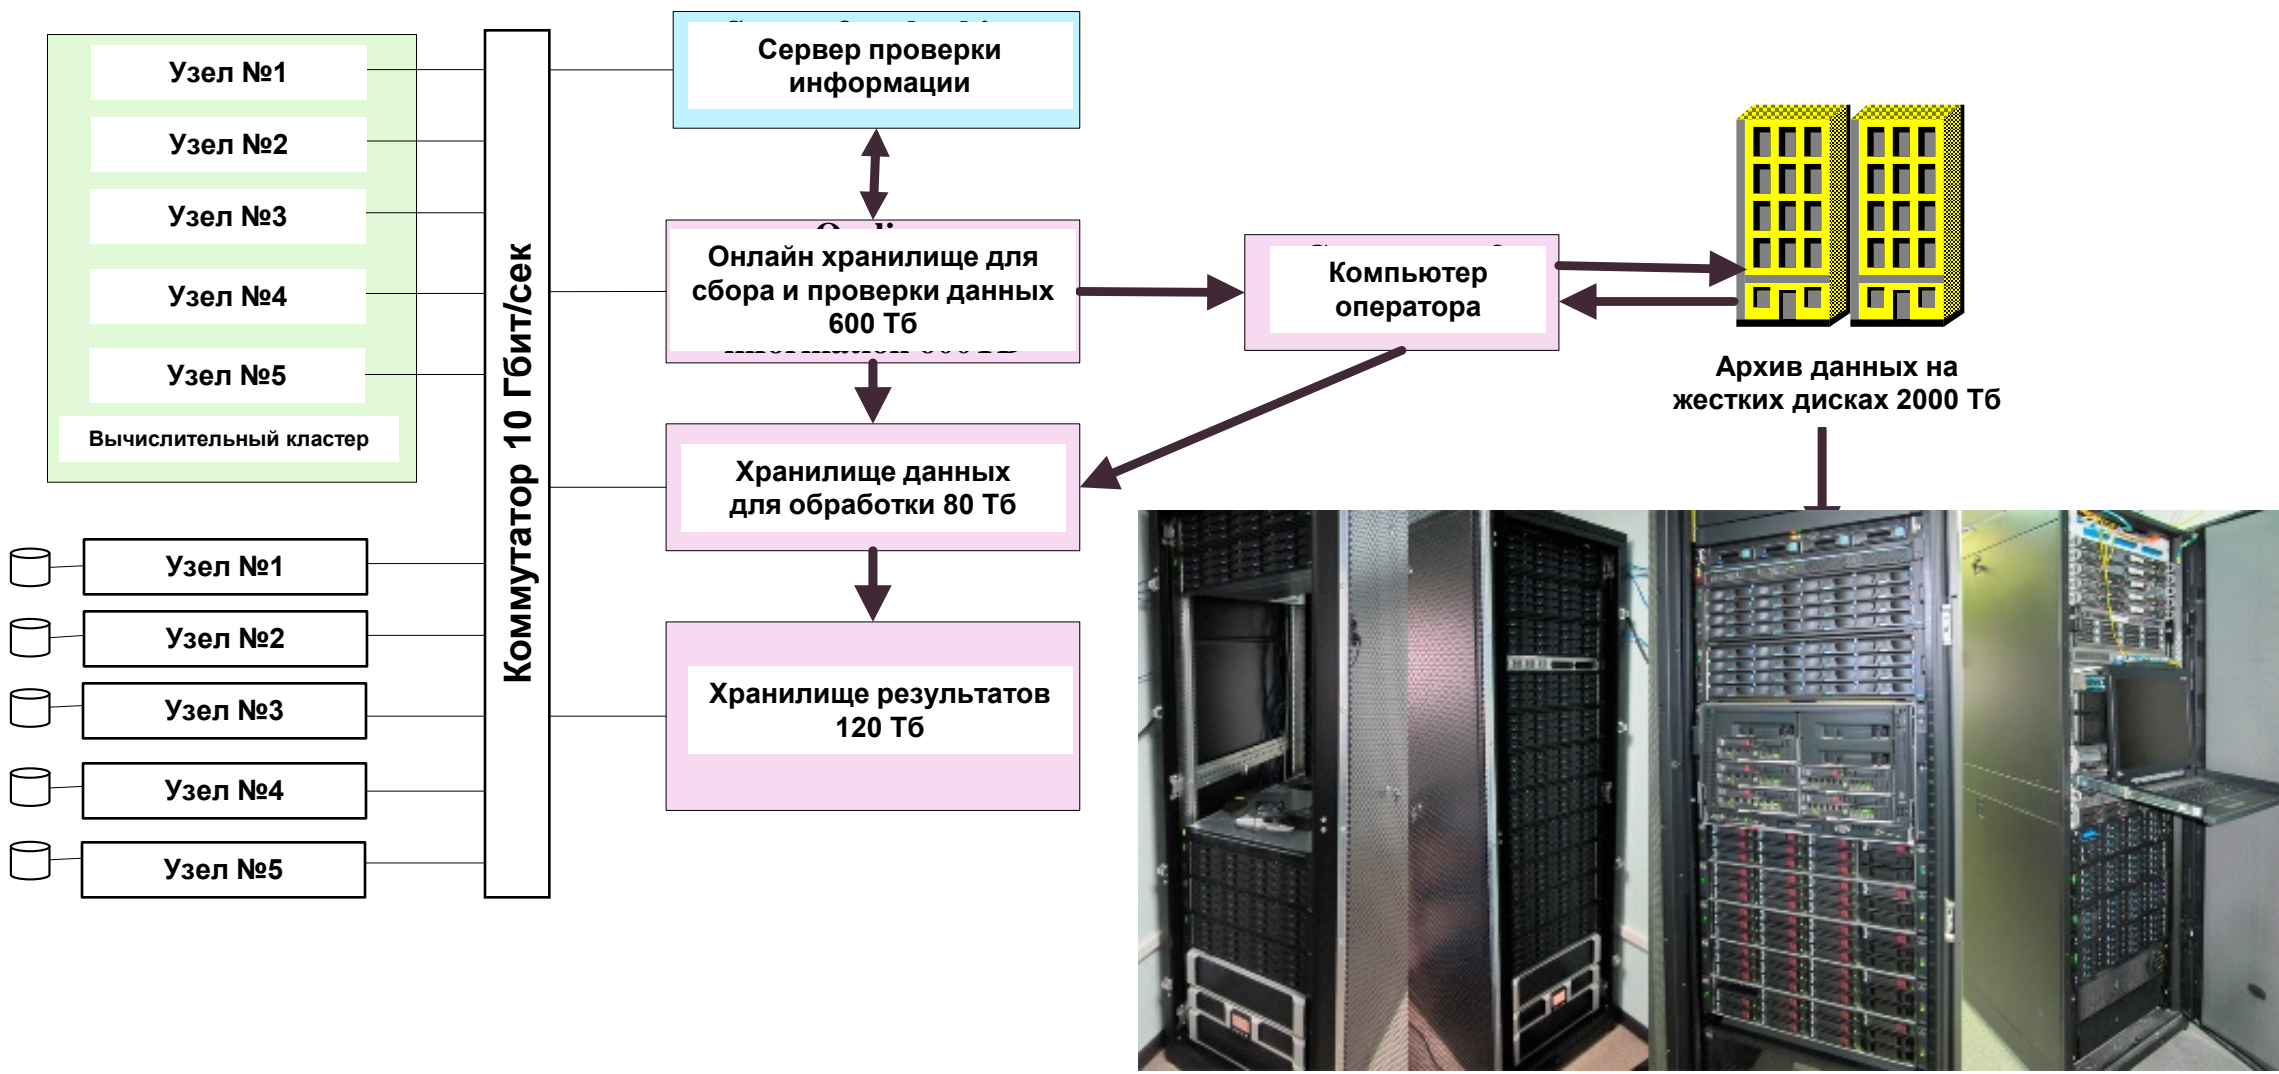 Узел №1
Узел №2
Узел №3
Узел №4
Узел №5
Вычислительный кластер
Узел №1
Узел №2
Узел №3
Узел №4
Узел №5
Коммутатор 10 Гбит/сек
Сервер проверки
информации
Онлайн хранилище для
сбора и проверки данных
600 Тб
Хранилище данных
для обработки 80 Тб
Хранилище результатов
120 Тб
Компьютер
оператора
Архив данных на
жестких дисках 2000 Тб